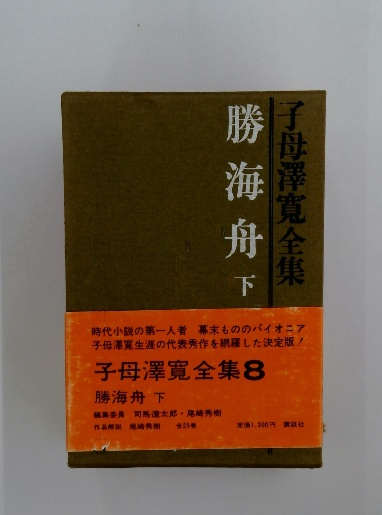 子母澤寛全集
勝海舟 下
時代小説の第一人者 幕末もののパイオニア
子母澤寛生涯の代表秀作を網羅した決定版!
子母澤寛全集8
勝海舟 下
編集委員 司馬遼太郎・尾崎秀樹
作品解説 尾崎秀樹 全25巻 定価1,200円 講談社